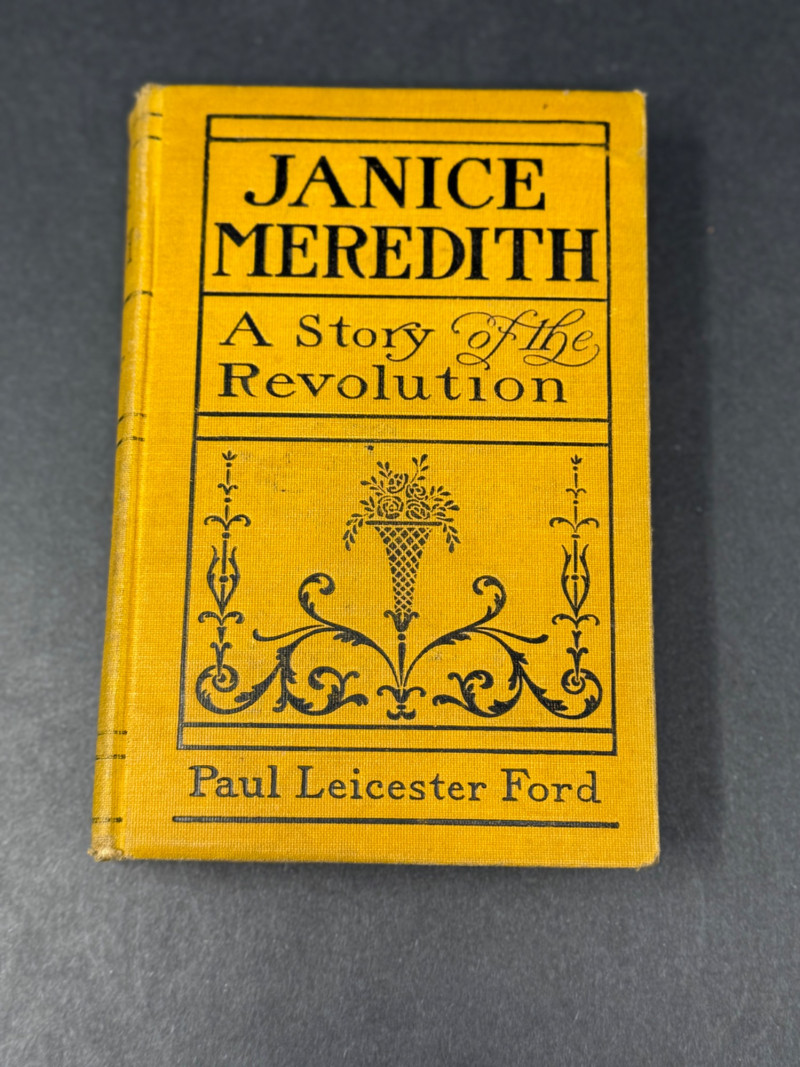 JANICE
MEREDITH
A Story of the
Revolution
Paul Leicester Ford